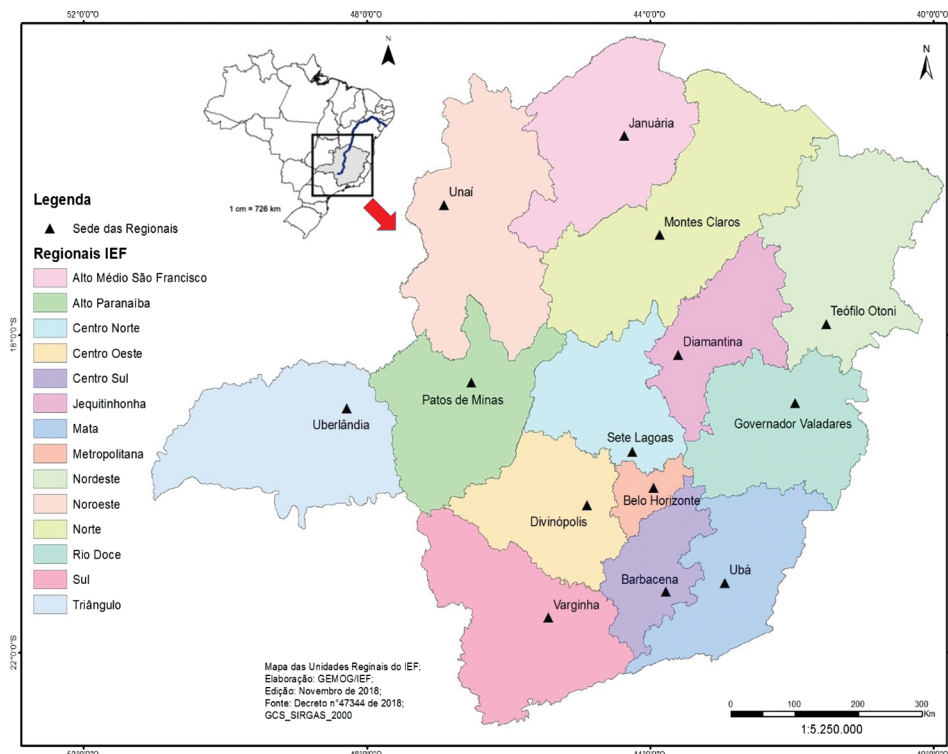 52°0'0"O
48°0'0"O
44°0'0"O
40°0'0"O
N
N
1 cm = 726 km
Legenda
Sede das Regionais
Regionais IEF
Alto Médio São Francisco
Alto Paranaíba
Centro Norte
Centro Oeste
Centro Sul
Jequitinhonha
Mata
Metropolitana
Nordeste
Noroeste
Norte
Rio Doce
Sul
Triângulo
Januária
Unaí
Montes Claros
Teófilo Otoni
Diamantina
Patos de Minas
Uberlândia
Governador Valadares
Sete Lagoas
Belo Horizonte
Divinópolis
Barbacena
Ubá
Varginha
18°0'0"S
22°0'0"S
Mapa das Unidades Reginais do IEF;
Elaboração: GEMOG/IEF;
Edição: Novembro de 2018;
Fonte: Decreto n°47344 de 2018;
GCS_SIRGAS_2000
0 100 200 300
Km
1:5.250.000